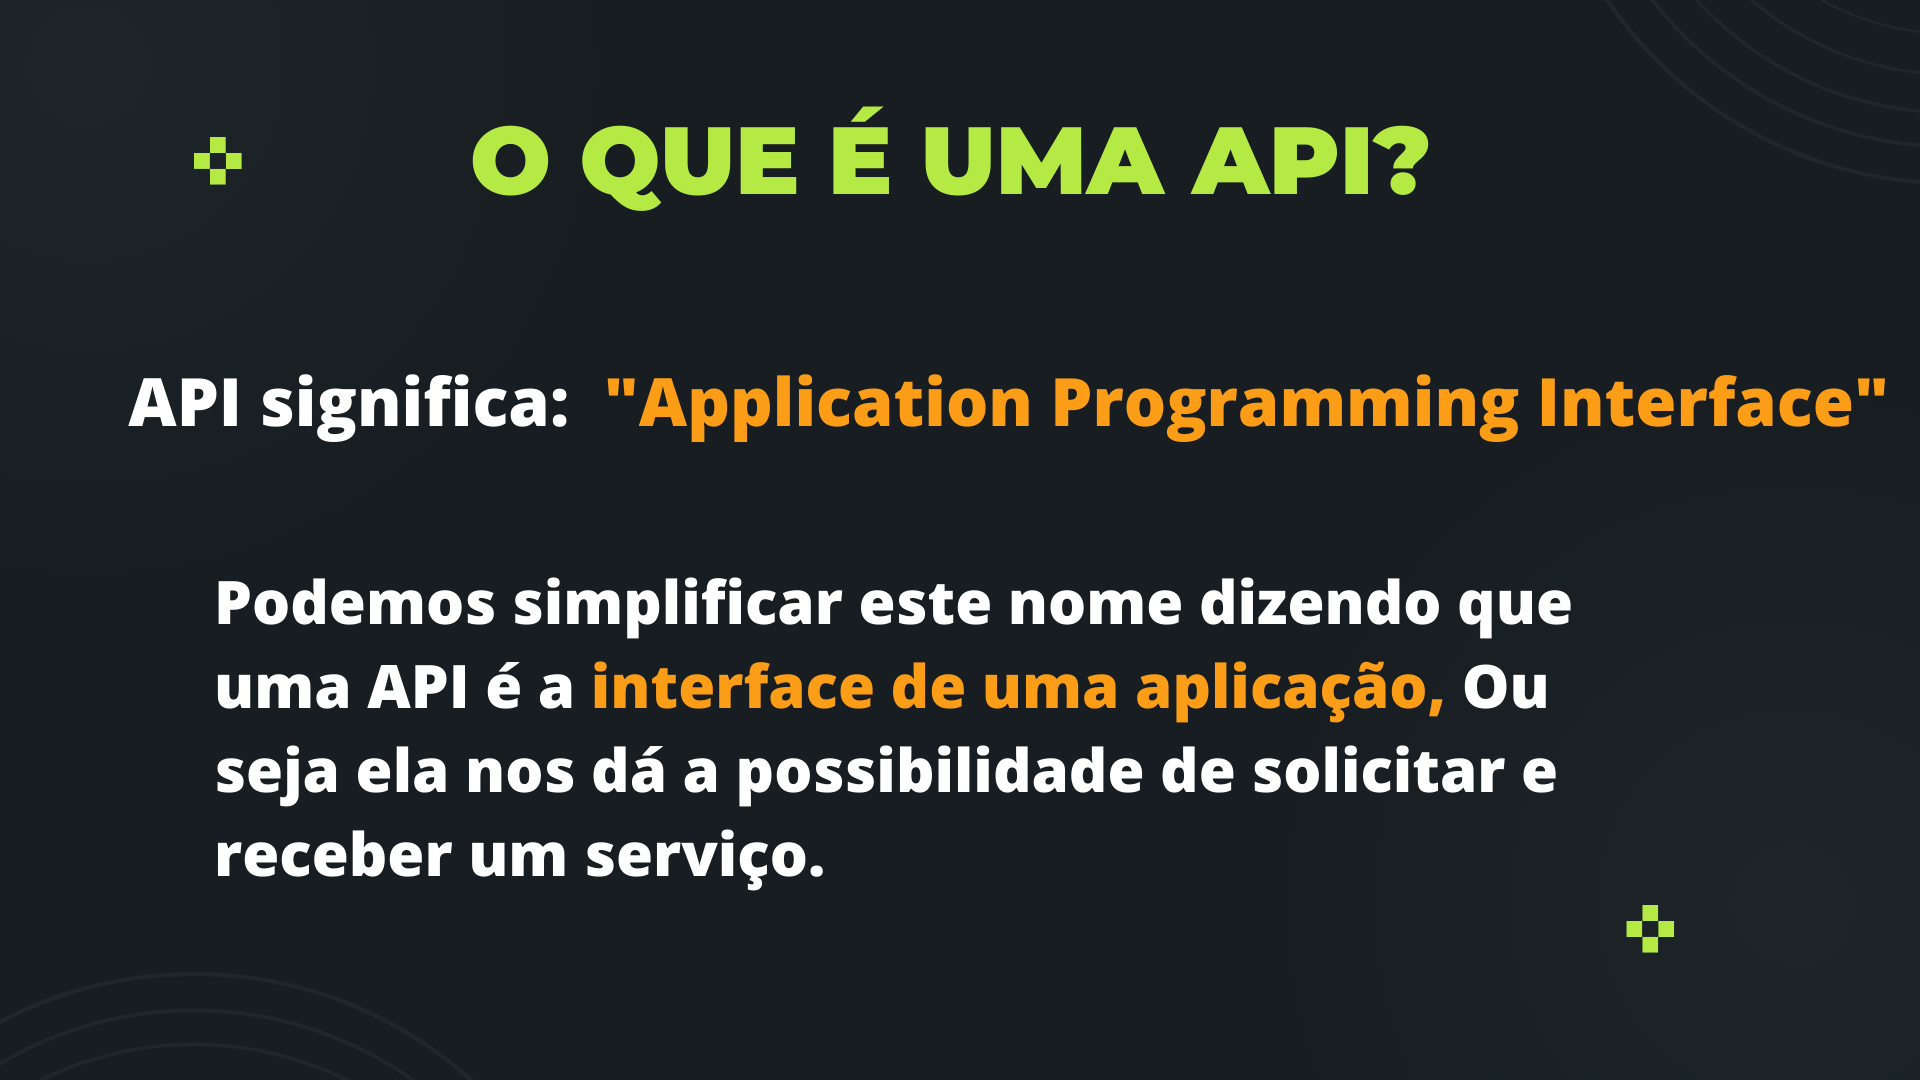 O QUE É UMA API?
API significa: "Application Programming Interface"
Podemos simplificar este nome dizendo que
uma API é a interface de uma aplicação, Ou
seja ela nos dá a possibilidade de solicitar e
receber um serviço.